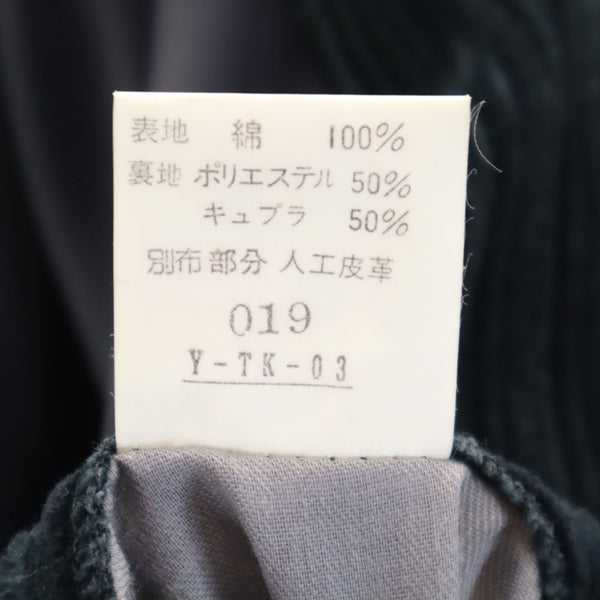 表地 綿 100%
裏地 ポリエステル 50%
キュプラ 50%
別布部分 人工皮革
019
Y-TK-03